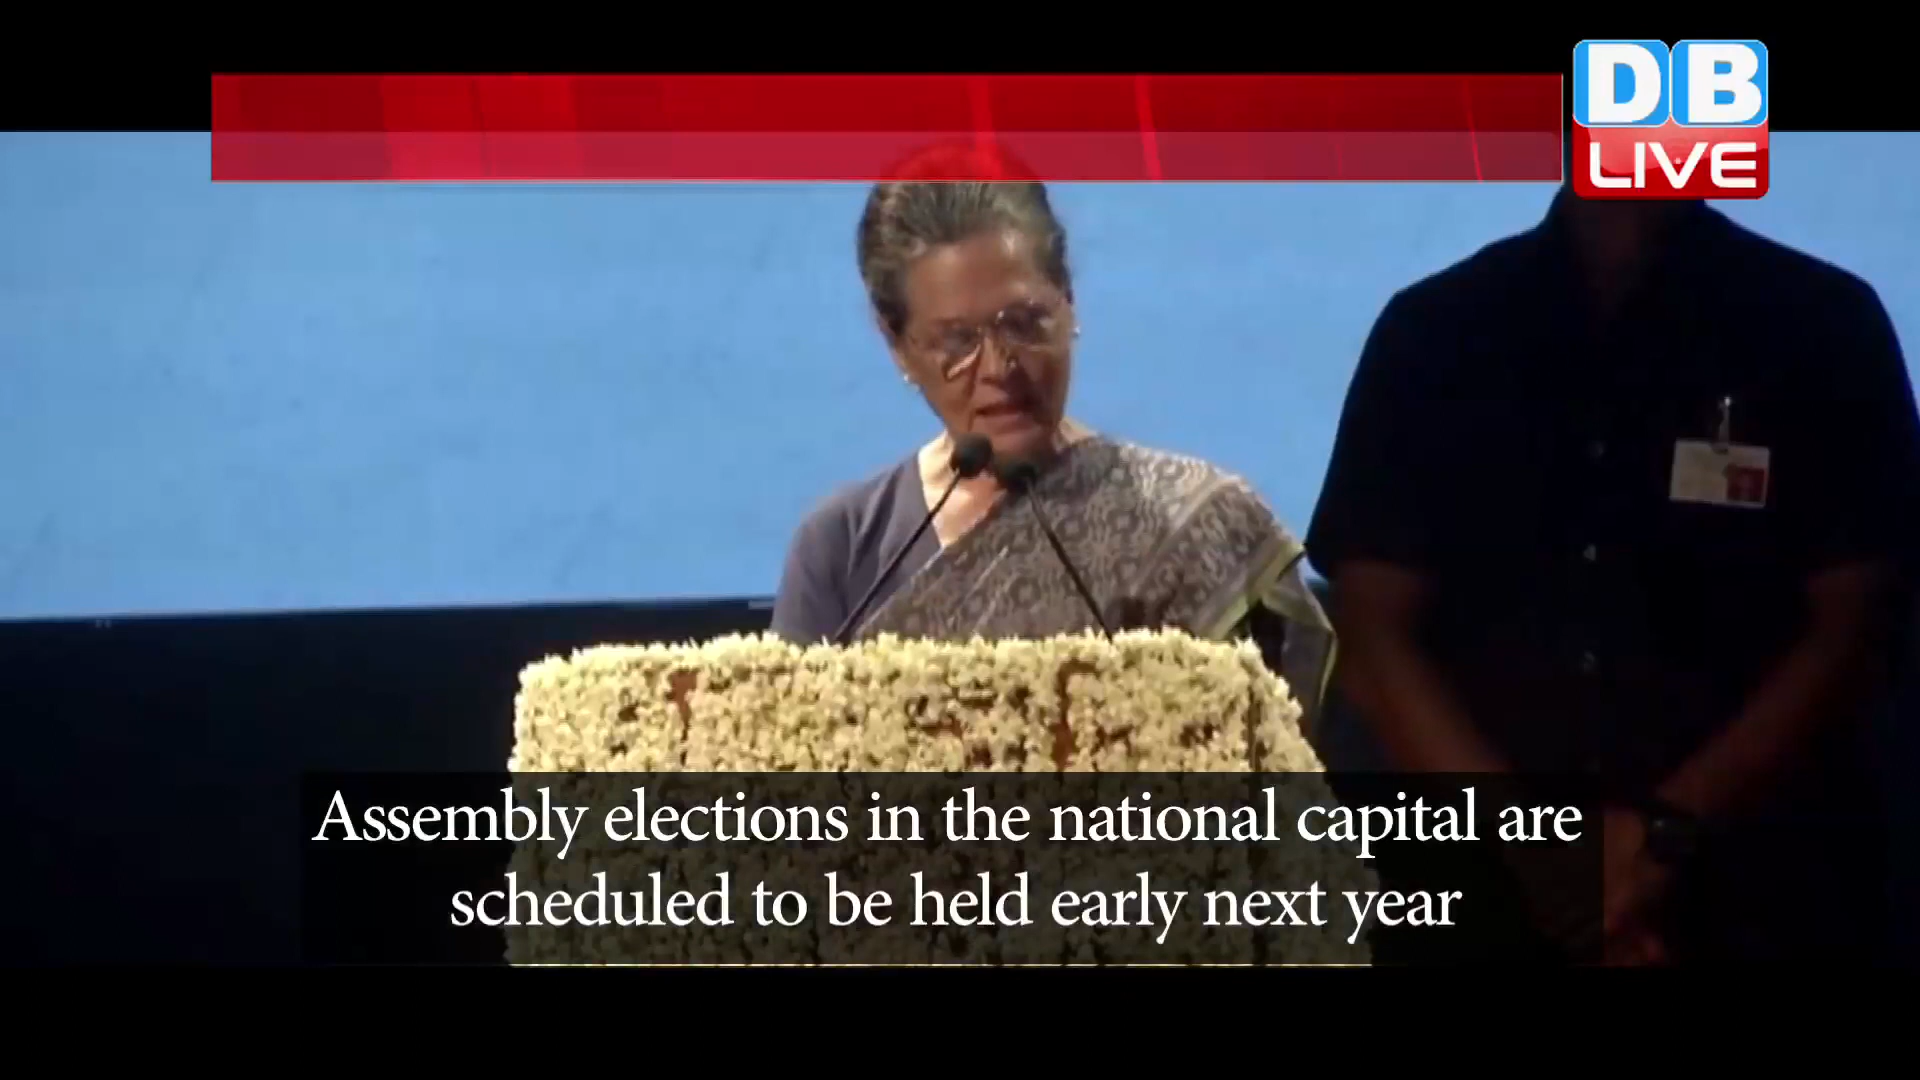 DB
LIVE
Assembly elections in the national capital are
scheduled to be held early next year